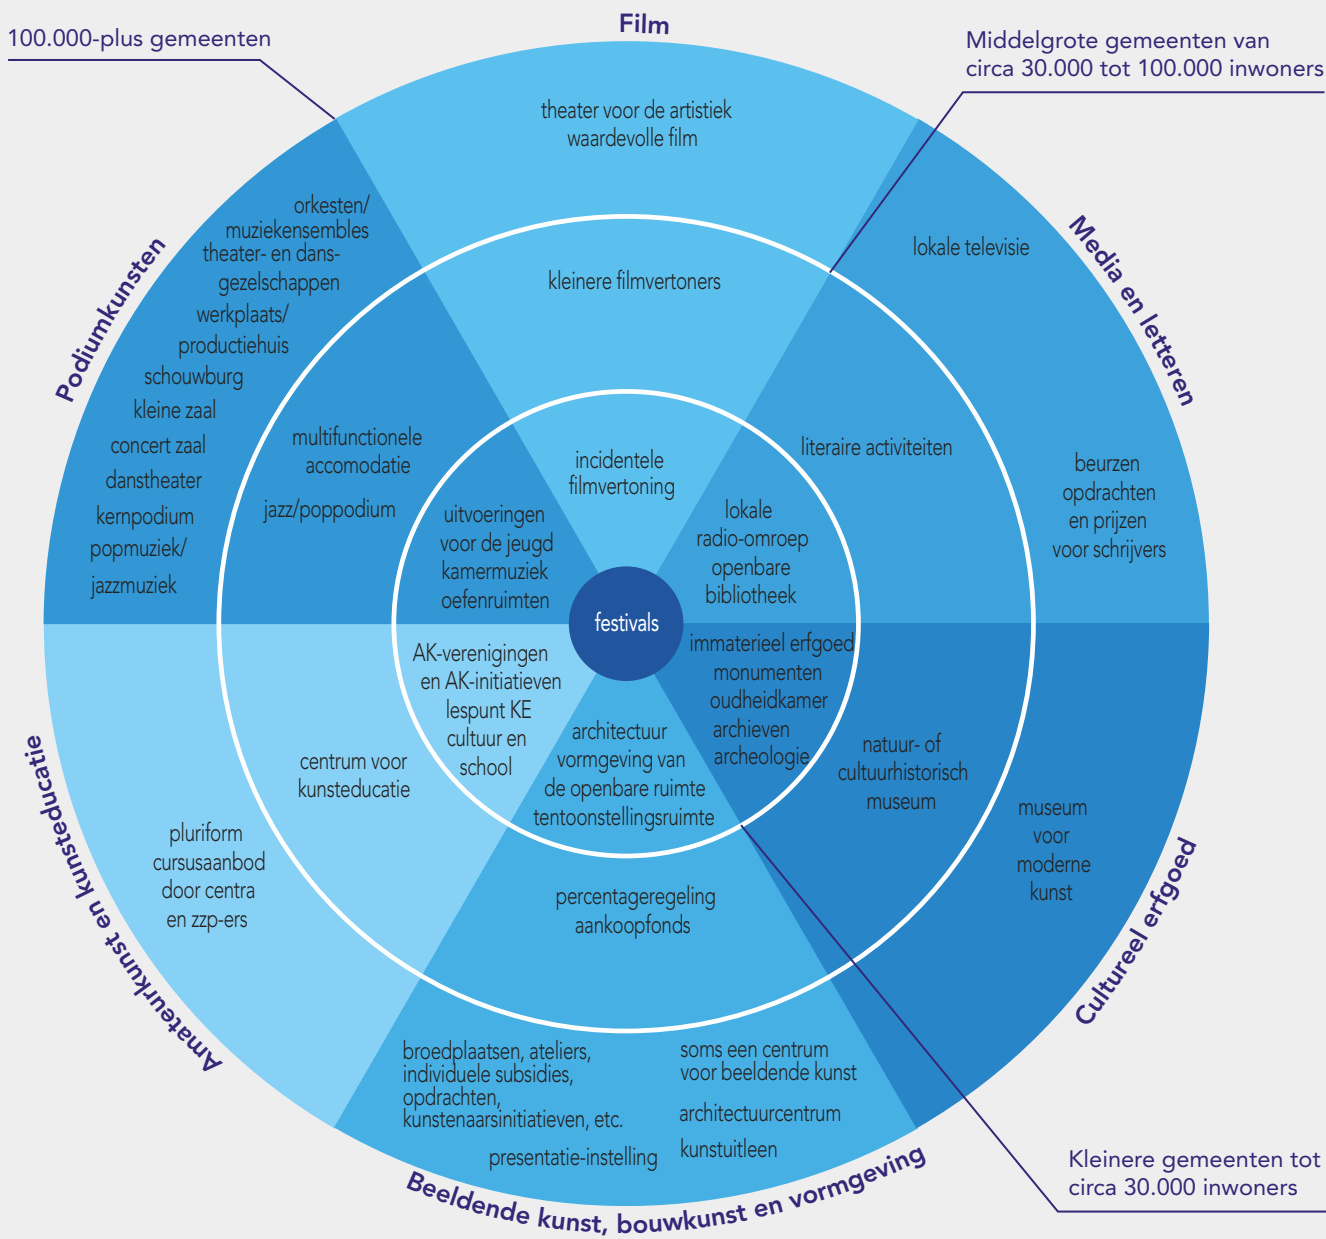 Film
100.000-plus gemeenten
Middelgrote gemeenten van
circa 30.000 tot 100.000 inwoners
theater voor de artistiek
waardevolle film
kleinere filmvertoners
incidentele
filmvertoning
Media en letteren
lokale televisie
beurzen
opdrachten
en prijzen
voor schrijvers
literaire activiteiten
lokale
radio-omroep
openbare
bibliotheek
Podiumkunsten
orkesten/
muziekensembles
theater- en dans-
gezelschappen
werkplaats/
productiehuis
schouwburg
kleine zaal
concert zaal
danstheater
kernpodium
popmuziek/
jazzmuziek
multifunctionele
accomodatie
jazz/poppodium
uitvoeringen
voor de jeugd
kamermuziek
oefenruimten
festivals
AK-verenigingen
en AK-initiatieven
lespunt KE
cultuur en
school
centrum voor
kunsteducatie
pluriform
cursusaanbod
door centra
en zzp-ers
Amateurkunst en kunsteducatie
immaterieel erfgoed
monumenten
oudheidkamer
archieven
archeologie
natuur- of
cultuurhistorisch
museum
museum
voor
moderne
kunst
Cultureel erfgoed
architectuur
vormgeving van
de openbare ruimte
tentoonstellingsruimte
percentageregeling
aankoopfonds
broedplaatsen, ateliers,
individuele subsidies,
opdrachten,
kunstenaarsinitiatieven, etc.
presentatie-instelling
soms een centrum
voor beeldende kunst
architectuurcentrum
kunstuitleen
Beeldende kunst, bouwkunst en vormgeving
Kleinere gemeenten tot
circa 30.000 inwoners